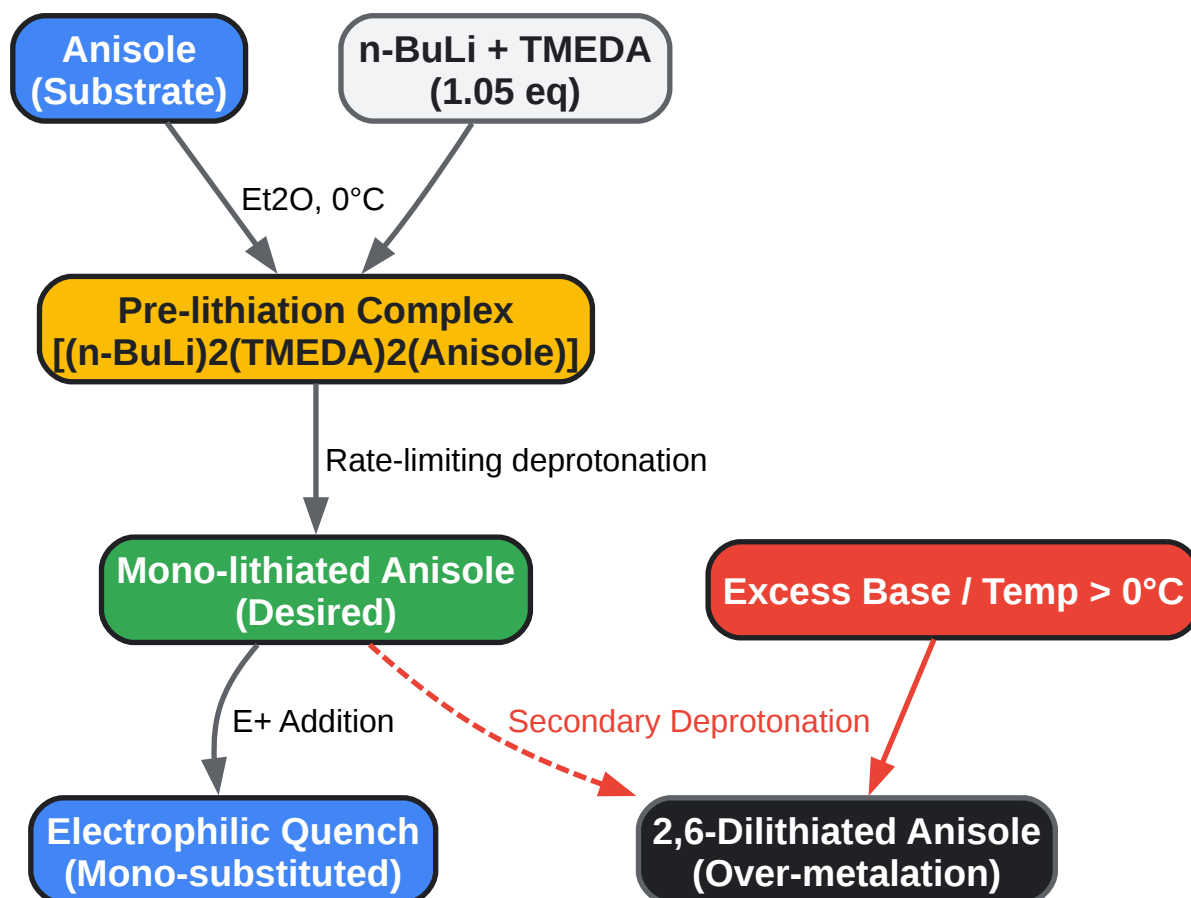 Anisole
(Substrate)
n-BuLi + TMEDA
(1.05 eq)
Et2O, 0°C
Pre-lithiation Complex
[(n-BuLi)2(TMEDA)2(Anisole)]
Rate-limiting deprotonation
Mono-lithiated Anisole
(Desired)
Excess Base / Temp > 0°C
E+ Addition
Secondary Deprotonation
Electrophilic Quench
(Mono-substituted)
2,6-Dilithiated Anisole
(Over-metalation)